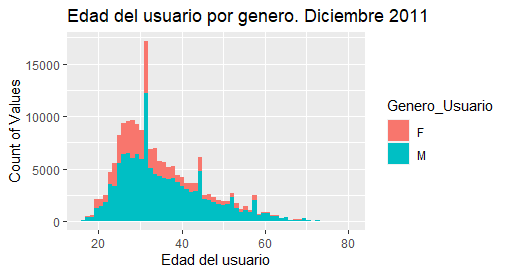 Edad del usuario por genero. Diciembre 2011
Count of Values
15000
10000
5000
0
20 40 60 80
Edad del usuario
Genero_Usuario
F
M